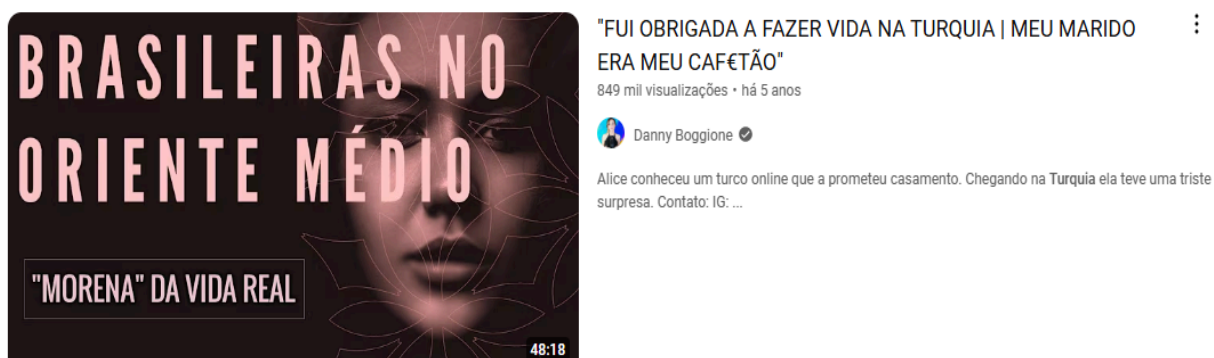 BRASILEIRAS NO
ORIENTE MÉDIO
"MORENA" DA VIDA REAL
48:18
"FUI OBRIGADA A FAZER VIDA NA TURQUIA | MEU MARIDO
ERA MEU CAF€TÃO"
849 mil visualizações • há 5 anos
Danny Boggione
Alice conheceu um turco online que a prometeu casamento. Chegando na Turquia ela teve uma triste
surpresa. Contato: IG: ...